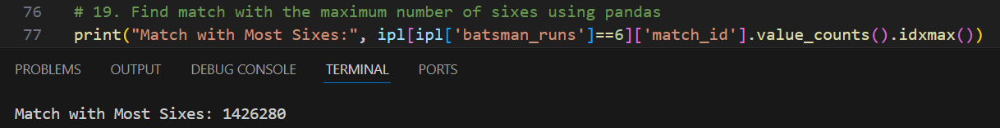 76 # 19. Find match with the maximum number of sixes using pandas
77 print("Match with Most Sixes:", ipl[ipl['batsman_runs']==6]['match_id'].value_counts().idxmax())
PROBLEMS OUTPUT DEBUG CONSOLE TERMINAL PORTS
Match with Most Sixes: 1426280